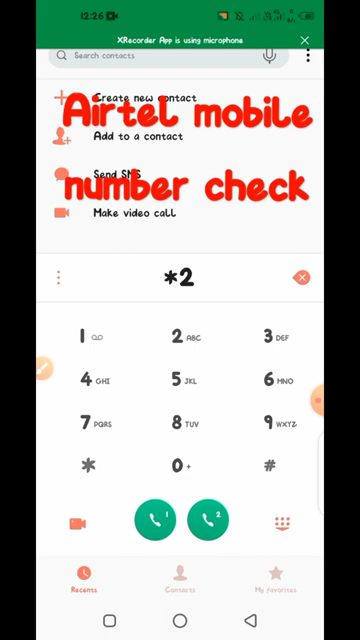 12:26
XRecorder App is using microphone
Search contacts
Create new contact
Airtel mobile
Add to a contact
Send SMS
number check
Make video call
*2
1
2 ABC
3 DEF
4 GHI
5 JKL
6 MNO
7 PQRS
8 TUV
9 WXYZ
*
0 +
#
1
2
Recents
Contacts
My favorites